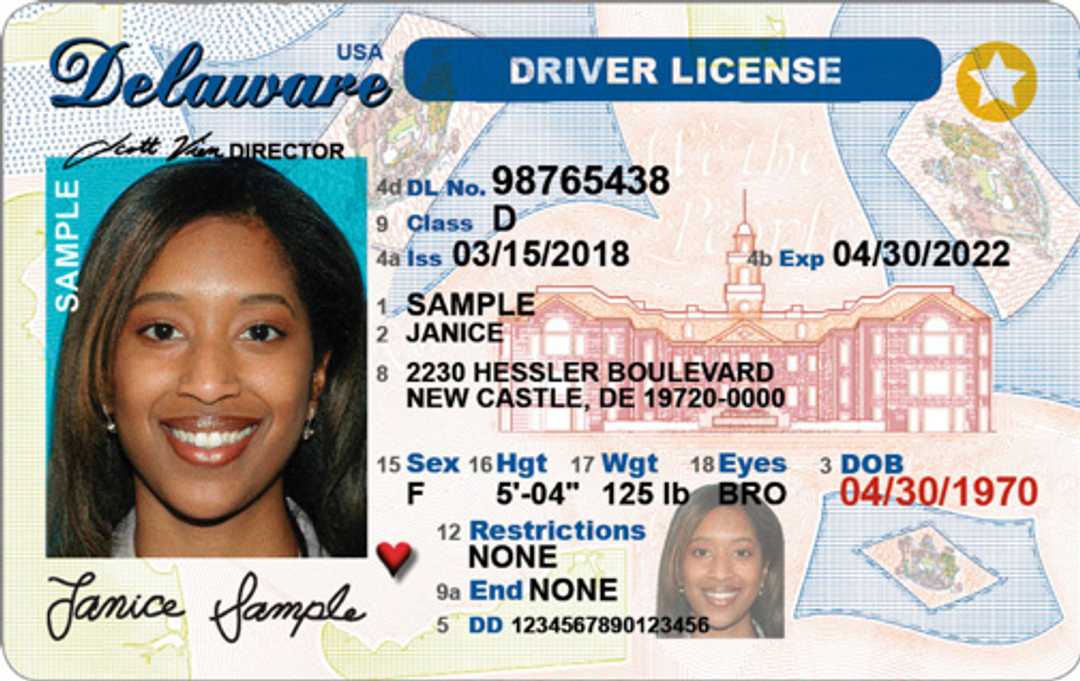 USA
Delaware
DRIVER LICENSE
Scott Vien DIRECTOR
SAMPLE
4d DL No. 98765438
9 Class D
4a Iss 03/15/2018 4b Exp 04/30/2022
1 SAMPLE
2 JANICE
8 2230 HESSLER BOULEVARD
NEW CASTLE, DE 19720-0000
15 Sex 16 Hgt 17 Wgt 18 Eyes 3 DOB
F 5'-04" 125 lb BRO 04/30/1970
12 Restrictions
NONE
9a End NONE
5 DD 1234567890123456
Janice Sample
We the
People